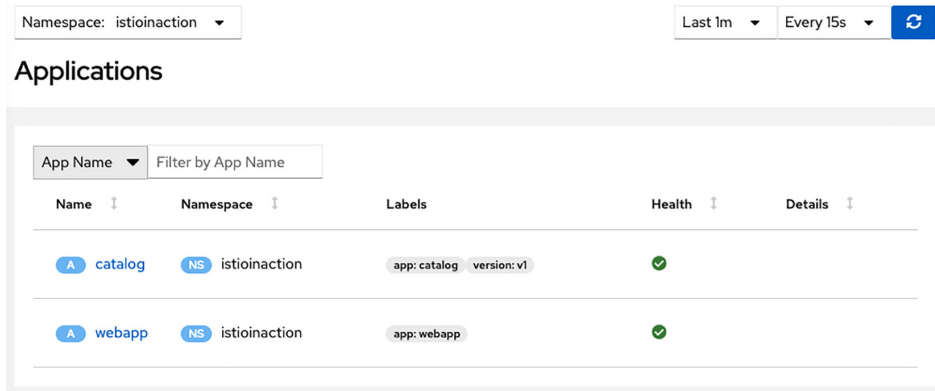 Namespace: istioinaction Last 1m Every 15s
Applications
App Name Filter by App Name
Name Namespace Labels Health Details
A catalog NS istioinaction app: catalog version: v1
A webapp NS istioinaction app: webapp